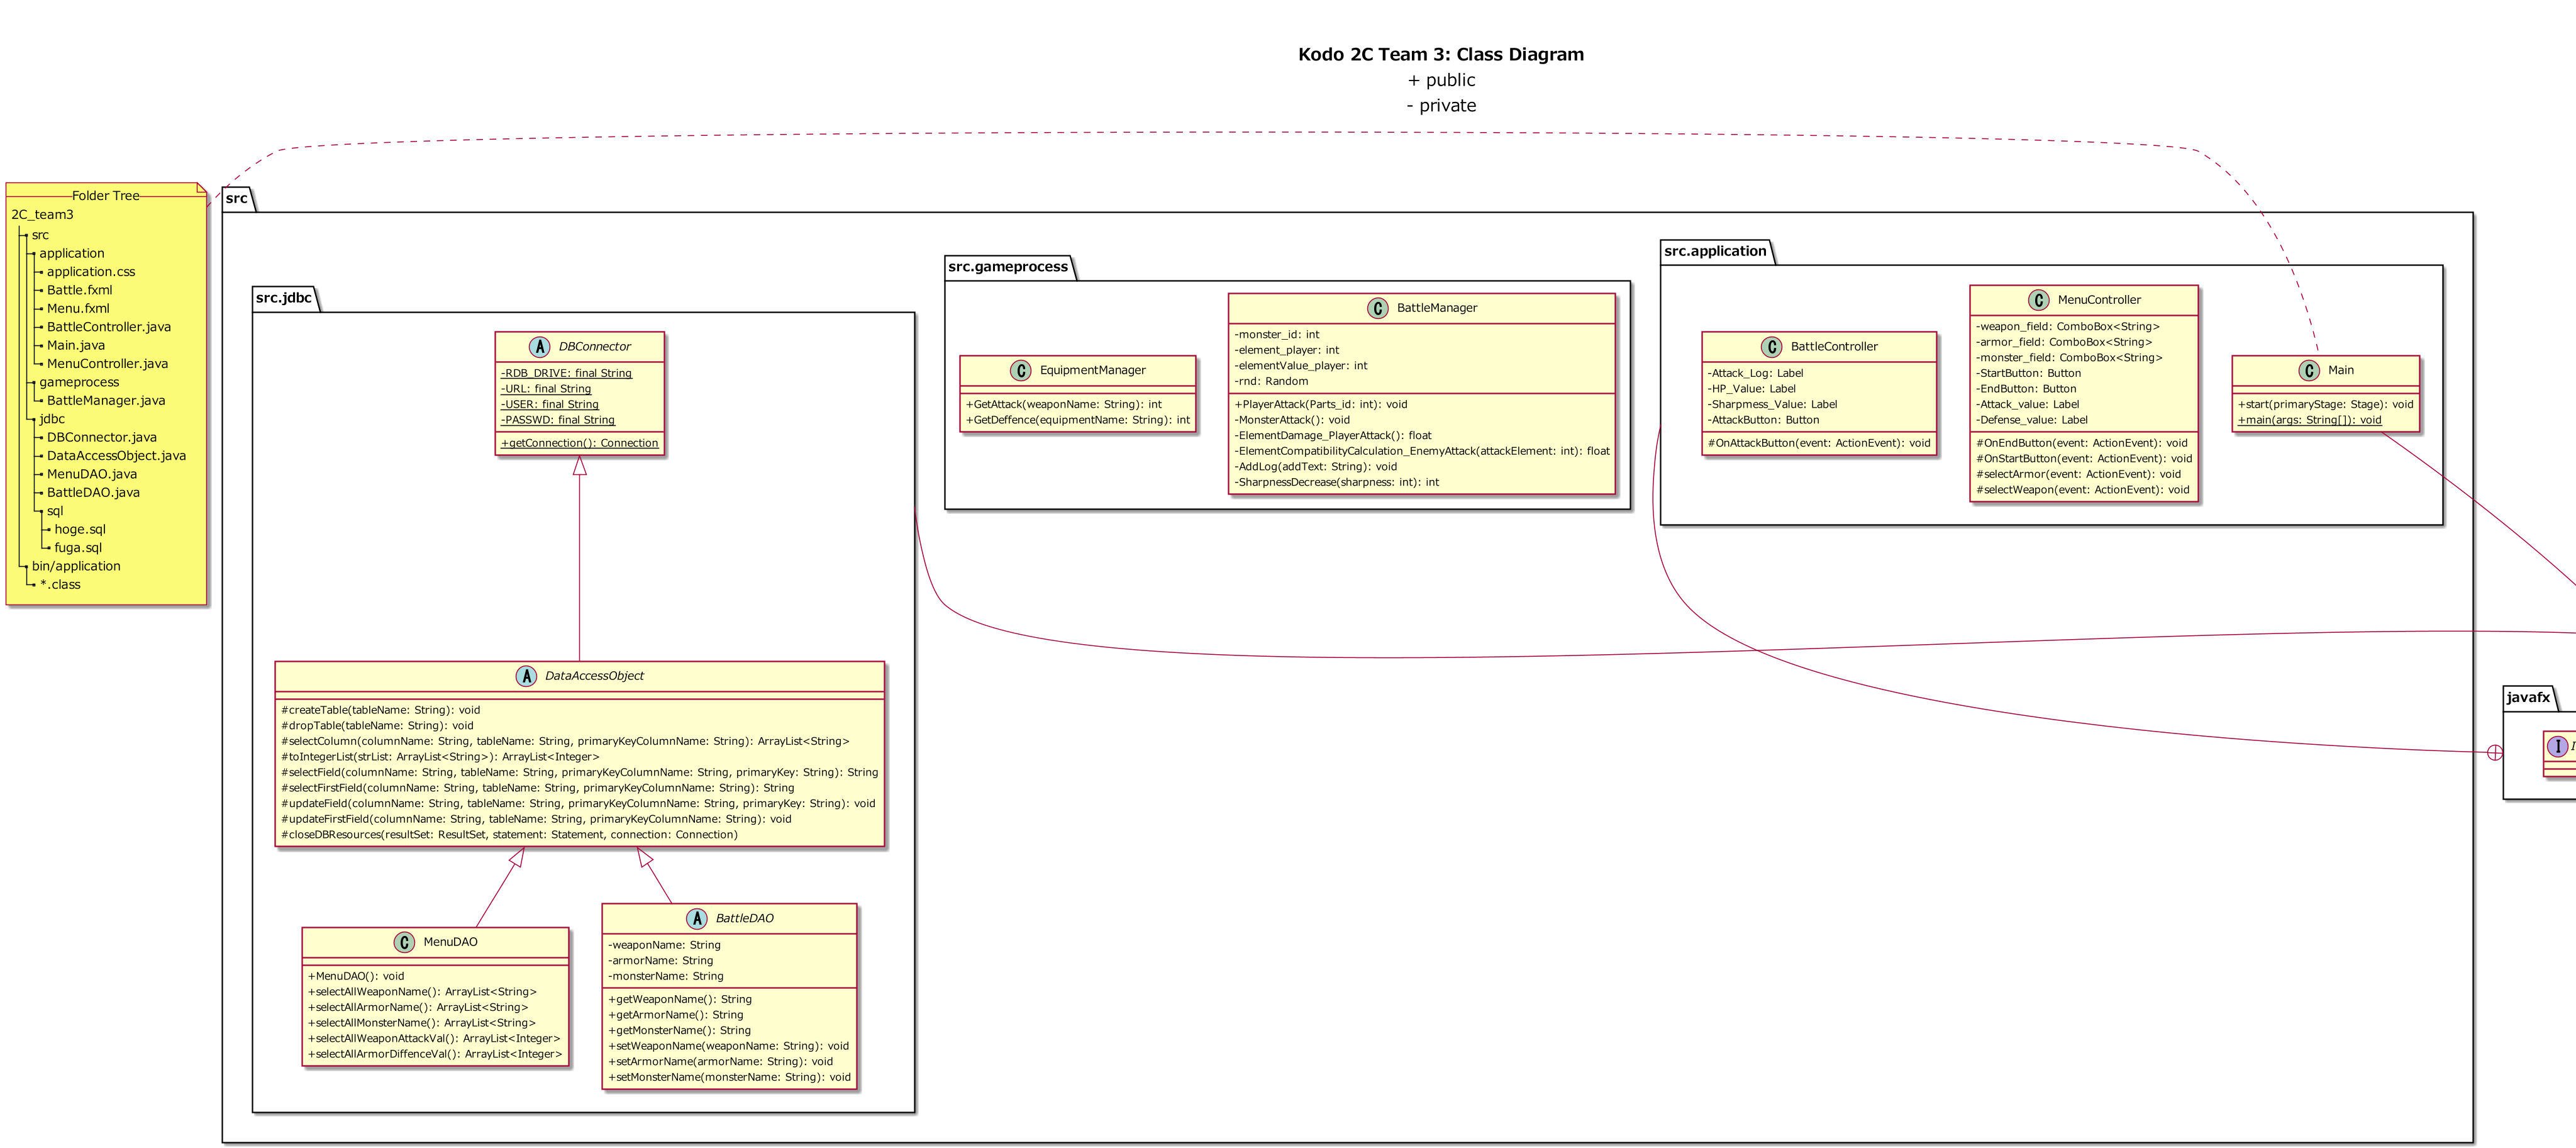 Kodo 2C Team 3: Class Diagram
+ public
- private
Folder Tree
2C_team3
src
application
application.css
Battle.fxml
Menu.fxml
BattleController.java
Main.java
MenuController.java
gameprocess
BattleManager.java
jdbc
DBConnector.java
DataAccessObject.java
MenuDAO.java
BattleDAO.java
sql
hoge.sql
fuga.sql
bin/application
*.class
src
src.jdbc
A DBConnector
-RDB_DRIVE: final String
-URL: final String
-USER: final String
-PASSWD: final String
+getConnection(): Connection
A DataAccessObject
#createTable(tableName: String): void
#dropTable(tableName: String): void
#selectColumn(columnName: String, tableName: String, primaryKeyColumnName: String): ArrayList<String>
#toIntegerList(strList: ArrayList<String>): ArrayList<Integer>
#selectField(columnName: String, tableName: String, primaryKeyColumnName: String, primaryKey: String): String
#selectFirstField(columnName: String, tableName: String, primaryKeyColumnName: String): String
#updateField(columnName: String, tableName: String, primaryKeyColumnName: String, primaryKey: String): void
#updateFirstField(columnName: String, tableName: String, primaryKeyColumnName: String): void
#closeDBResources(resultSet: ResultSet, statement: Statement, connection: Connection)
C MenuDAO
+MenuDAO(): void
+selectAllWeaponName(): ArrayList<String>
+selectAllArmorName(): ArrayList<String>
+selectAllMonsterName(): ArrayList<String>
+selectAllWeaponAttackVal(): ArrayList<Integer>
+selectAllArmorDiffenceVal(): ArrayList<Integer>
A BattleDAO
-weaponName: String
-armorName: String
-monsterName: String
+getWeaponName(): String
+getArmorName(): String
+getMonsterName(): String
+setWeaponName(weaponName: String): void
+setArmorName(armorName: String): void
+setMonsterName(monsterName: String): void
src.gameprocess
C EquipmentManager
+GetAttack(weaponName: String): int
+GetDeffence(equipmentName: String): int
C BattleManager
-monster_id: int
-element_player: int
-elementValue_player: int
-rnd: Random
+PlayerAttack(Parts_id: int): void
-MonsterAttack(): void
-ElementDamage_PlayerAttack(): float
-ElementCompatibilityCalculation_EnemyAttack(attackElement: int): float
-AddLog(addText: String): void
-SharpnessDecrease(sharpness: int): int
src.application
C BattleController
-Attack_Log: Label
-HP_Value: Label
-Sharpmess_Value: Label
-AttackButton: Button
#OnAttackButton(event: ActionEvent): void
C MenuController
-weapon_field: ComboBox<String>
-armor_field: ComboBox<String>
-monster_field: ComboBox<String>
-StartButton: Button
-EndButton: Button
-Attack_value: Label
-Defense_value: Label
#OnEndButton(event: ActionEvent): void
#OnStartButton(event: ActionEvent): void
#selectArmor(event: ActionEvent): void
#selectWeapon(event: ActionEvent): void
C Main
+start(primaryStage: Stage): void
+main(args: String[]): void
javafx
I